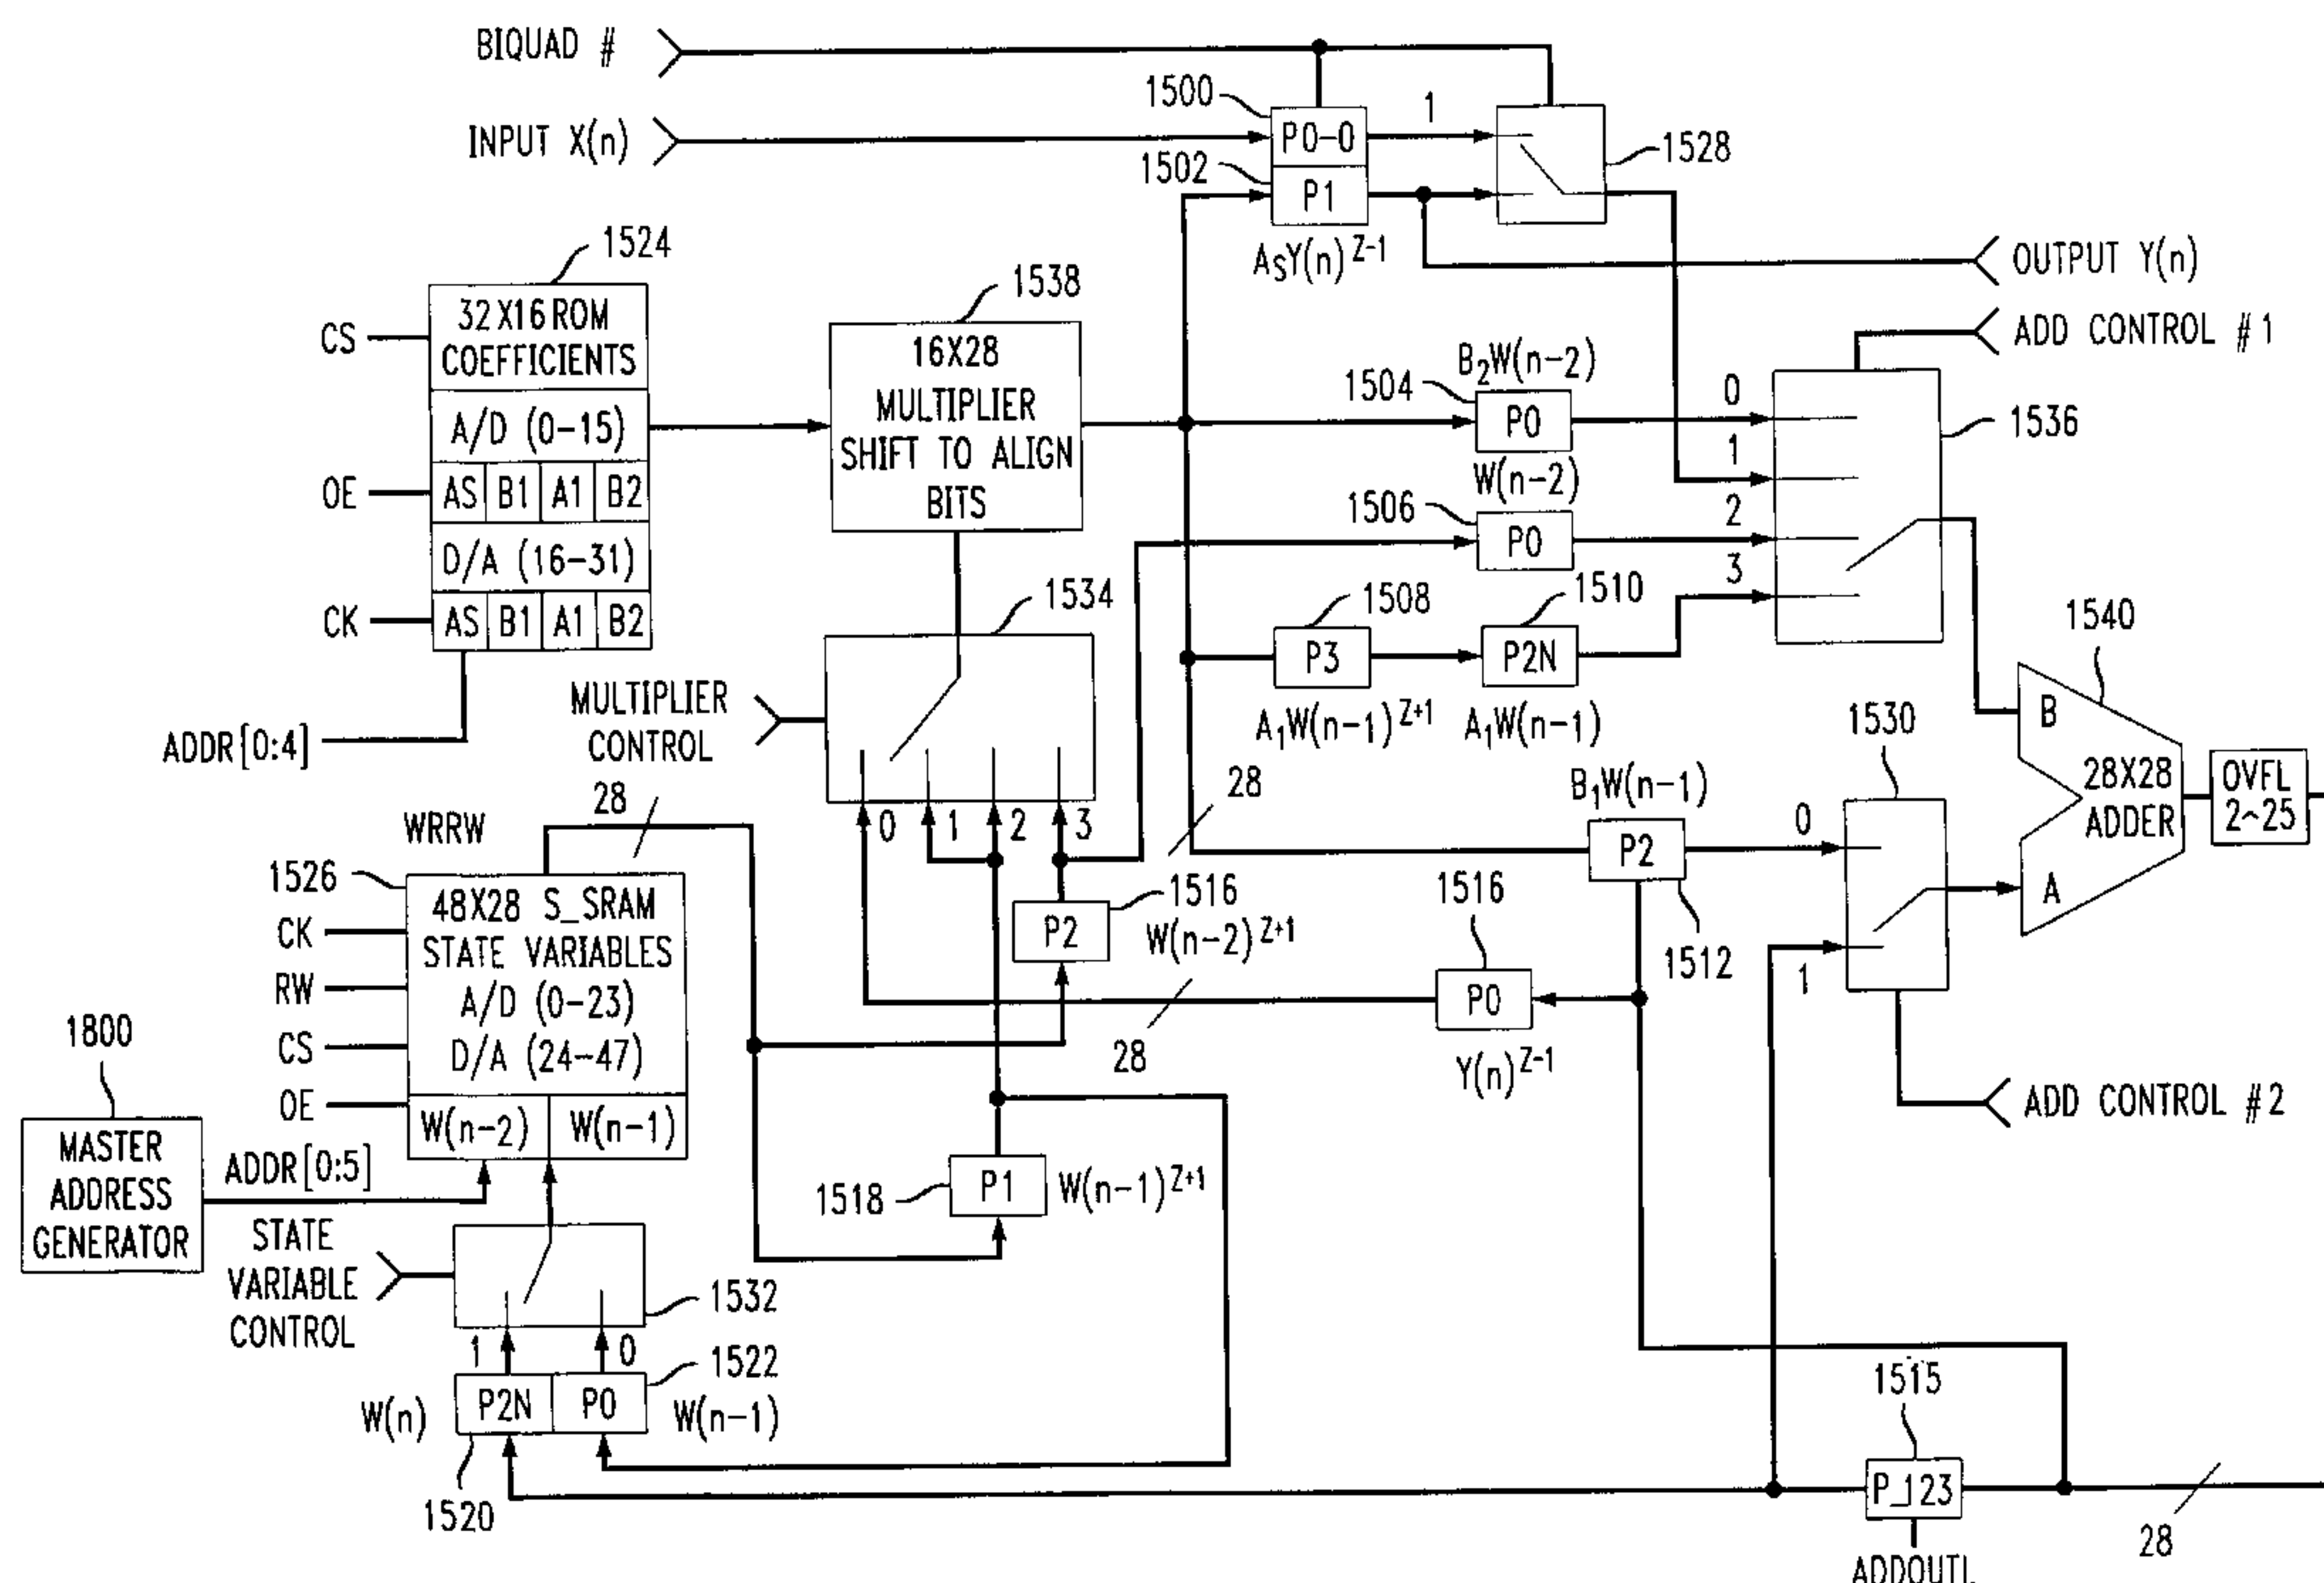 BIQUAD #
INPUT X(n)
1500
P0-0
1
1502
P1
1528
A_SY(n)^{Z-1}
OUTPUT Y(n)
ADD CONTROL #1
1524
32X16 ROM
COEFFICIENTS
A/D (0-15)
AS B1 A1 B2
D/A (16-31)
AS B1 A1 B2
CS
OE
CK
ADDR[0:4]
1538
16X28
MULTIPLIER
SHIFT TO ALIGN
BITS
B_2W(n-2)
1504
P0
0
W(n-2)
1
1506
P0
2
1536
3
1508
P3
1510
P2N
A_1W(n-1)^{Z+1}
A_1W(n-1)
1534
MULTIPLIER
CONTROL
0
1
2
3
28
28
WRRW
1526
48X28 S_SRAM
STATE VARIABLES
A/D (0-23)
D/A (24-47)
W(n-2)
W(n-1)
CK
RW
CS
OE
1800
MASTER
ADDRESS
GENERATOR
ADDR[0:5]
STATE
VARIABLE
CONTROL
1532
1
0
1522
P2N
P0
W(n)
W(n-1)
1520
1516
P2
W(n-2)^{Z+1}
1518
P1
W(n-1)^{Z+1}
28
1516
P0
Y(n)^{Z-1}
B_1W(n-1)
P2
1512
0
1
1530
1540
B
28X28
ADDER
A
OVFL
2^25
ADD CONTROL #2
1515
P_123
ADDOUTL
28